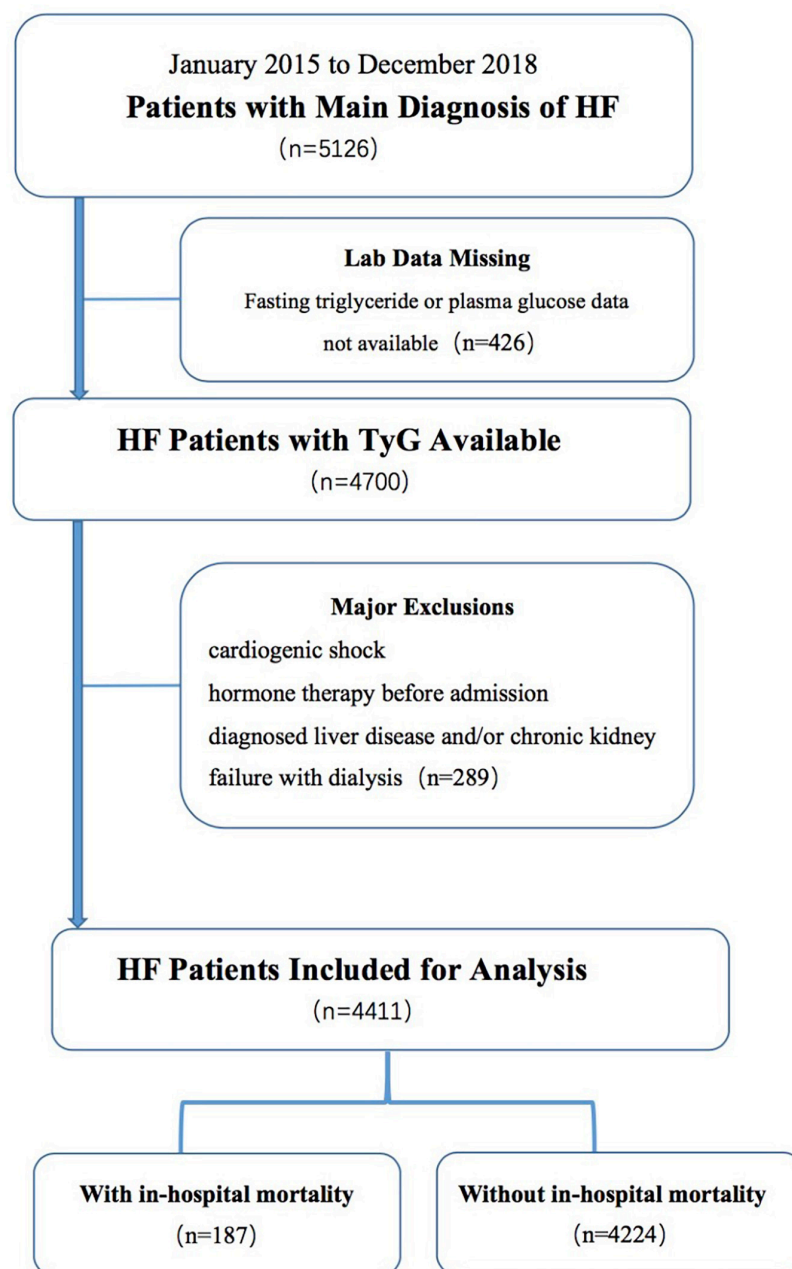 January 2015 to December 2018
Patients with Main Diagnosis of HF
(n=5126)
Lab Data Missing
Fasting triglyceride or plasma glucose data
not available (n=426)
HF Patients with TyG Available
(n=4700)
Major Exclusions
cardiogenic shock
hormone therapy before admission
diagnosed liver disease and/or chronic kidney
failure with dialysis (n=289)
HF Patients Included for Analysis
(n=4411)
With in-hospital mortality
(n=187)
Without in-hospital mortality
(n=4224)